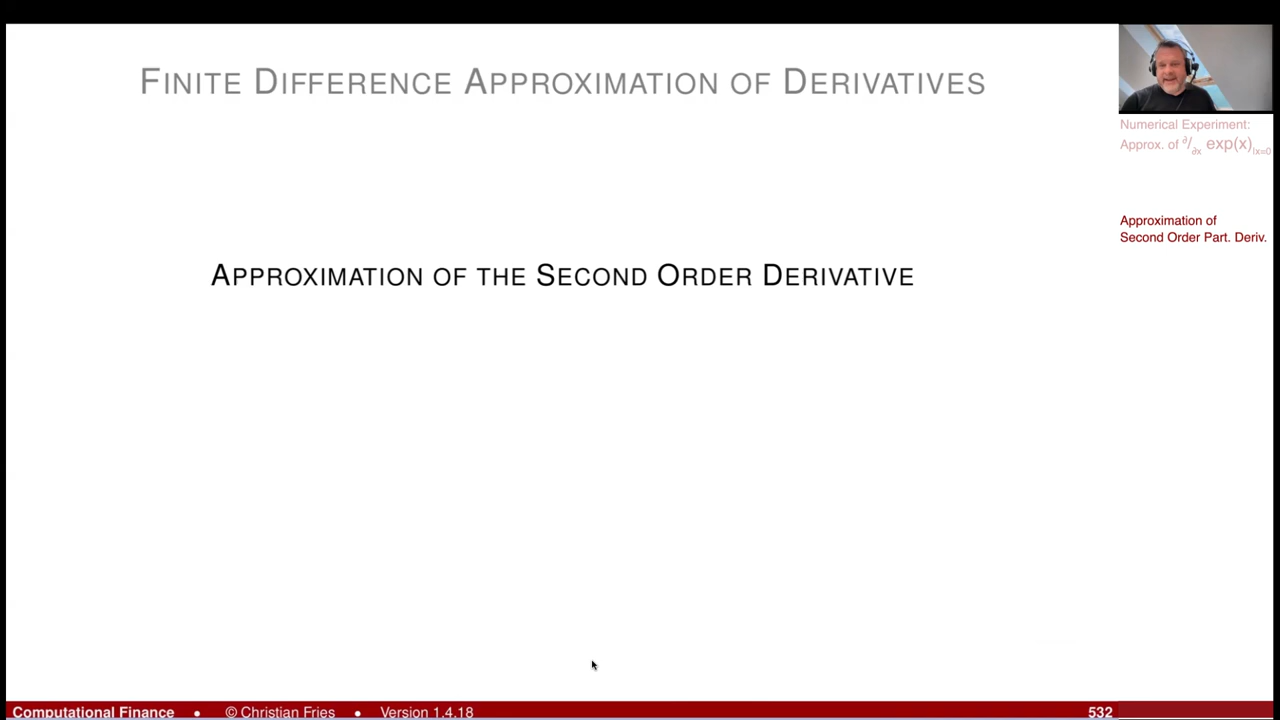 FINITE DIFFERENCE APPROXIMATION OF DERIVATIVES
Numerical Experiment:
Approx. of ∂/∂x exp(x)|x=0
Approximation of
Second Order Part. Deriv.
APPROXIMATION OF THE SECOND ORDER DERIVATIVE
Computational Finance • © Christian Fries • Version 1.4.18 532